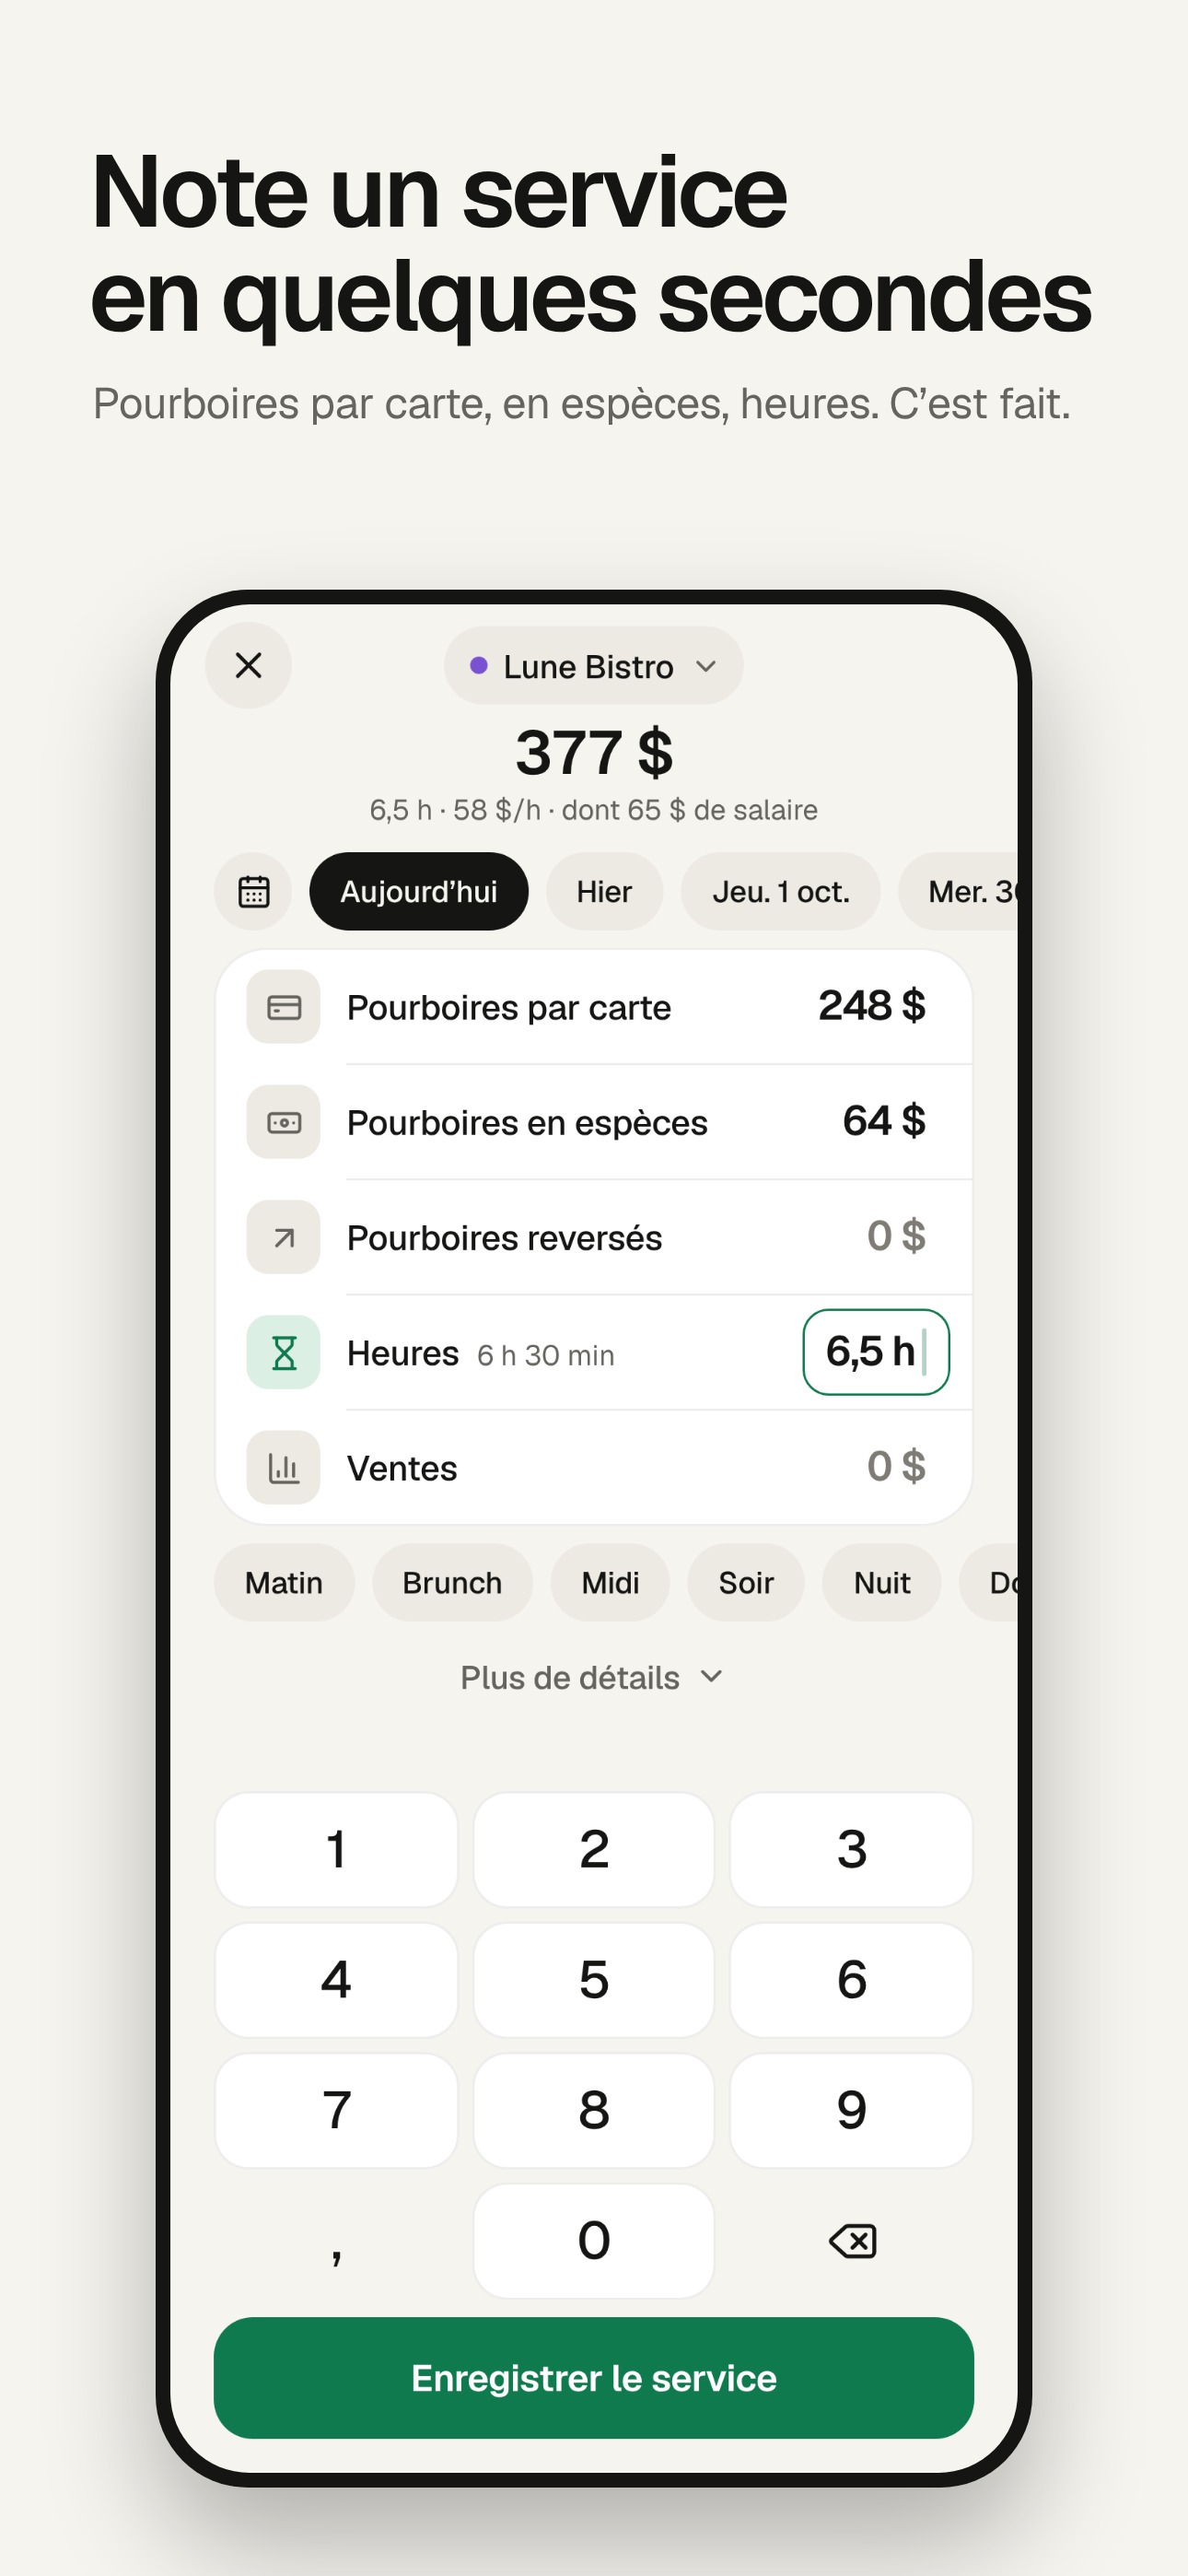 Note un service
en quelques secondes
Pourboires par carte, en espèces, heures. C’est fait.
Lune Bistro
377 $
6,5 h · 58 $/h · dont 65 $ de salaire
Aujourd’hui
Hier
Jeu. 1 oct.
Mer.
Pourboires par carte
248 $
Pourboires en espèces
64 $
Pourboires reversés
0 $
Heures 6 h 30 min
6,5 h
Ventes
0 $
Matin
Brunch
Midi
Soir
Nuit
Plus de détails
1
2
3
4
5
6
7
8
9
,
0
Enregistrer le service